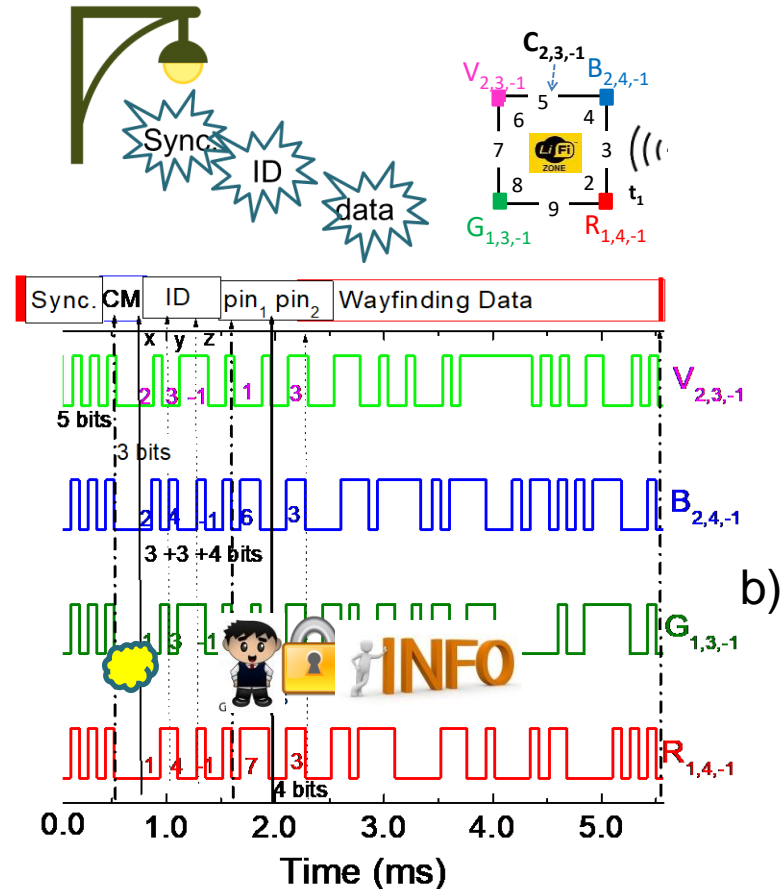 Sync.
ID
data
C2,3,-1
V2,3,-1
B2,4,-1
5
6
4
7
3
LiFi
ZONE
8
2
t1
9
G1,3,-1
R1,4,-1
Sync. CM ID pin1 pin2 Wayfinding Data
x y z
2 3 -1 1 3
V2,3,-1
5 bits
3 bits
2 4 -1 6 3
B2,4,-1
3 +3 +4 bits
b)
1 3 -1
G1,3,-1
INFO
G
1 4 -1 7 3
R1,4,-1
4 bits
0.0 1.0 2.0 3.0 4.0 5.0
Time (ms)